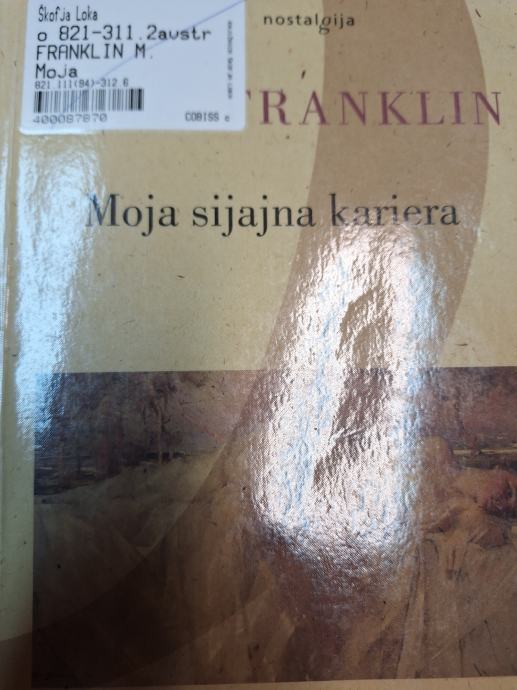 Škofja Loka
o 821-311.2avstr
FRANKLIN M.
Moja
821.111(94)-312.6
400087870
COBISS e
nostalgija
FRANKLIN
Moja sijajna kariera